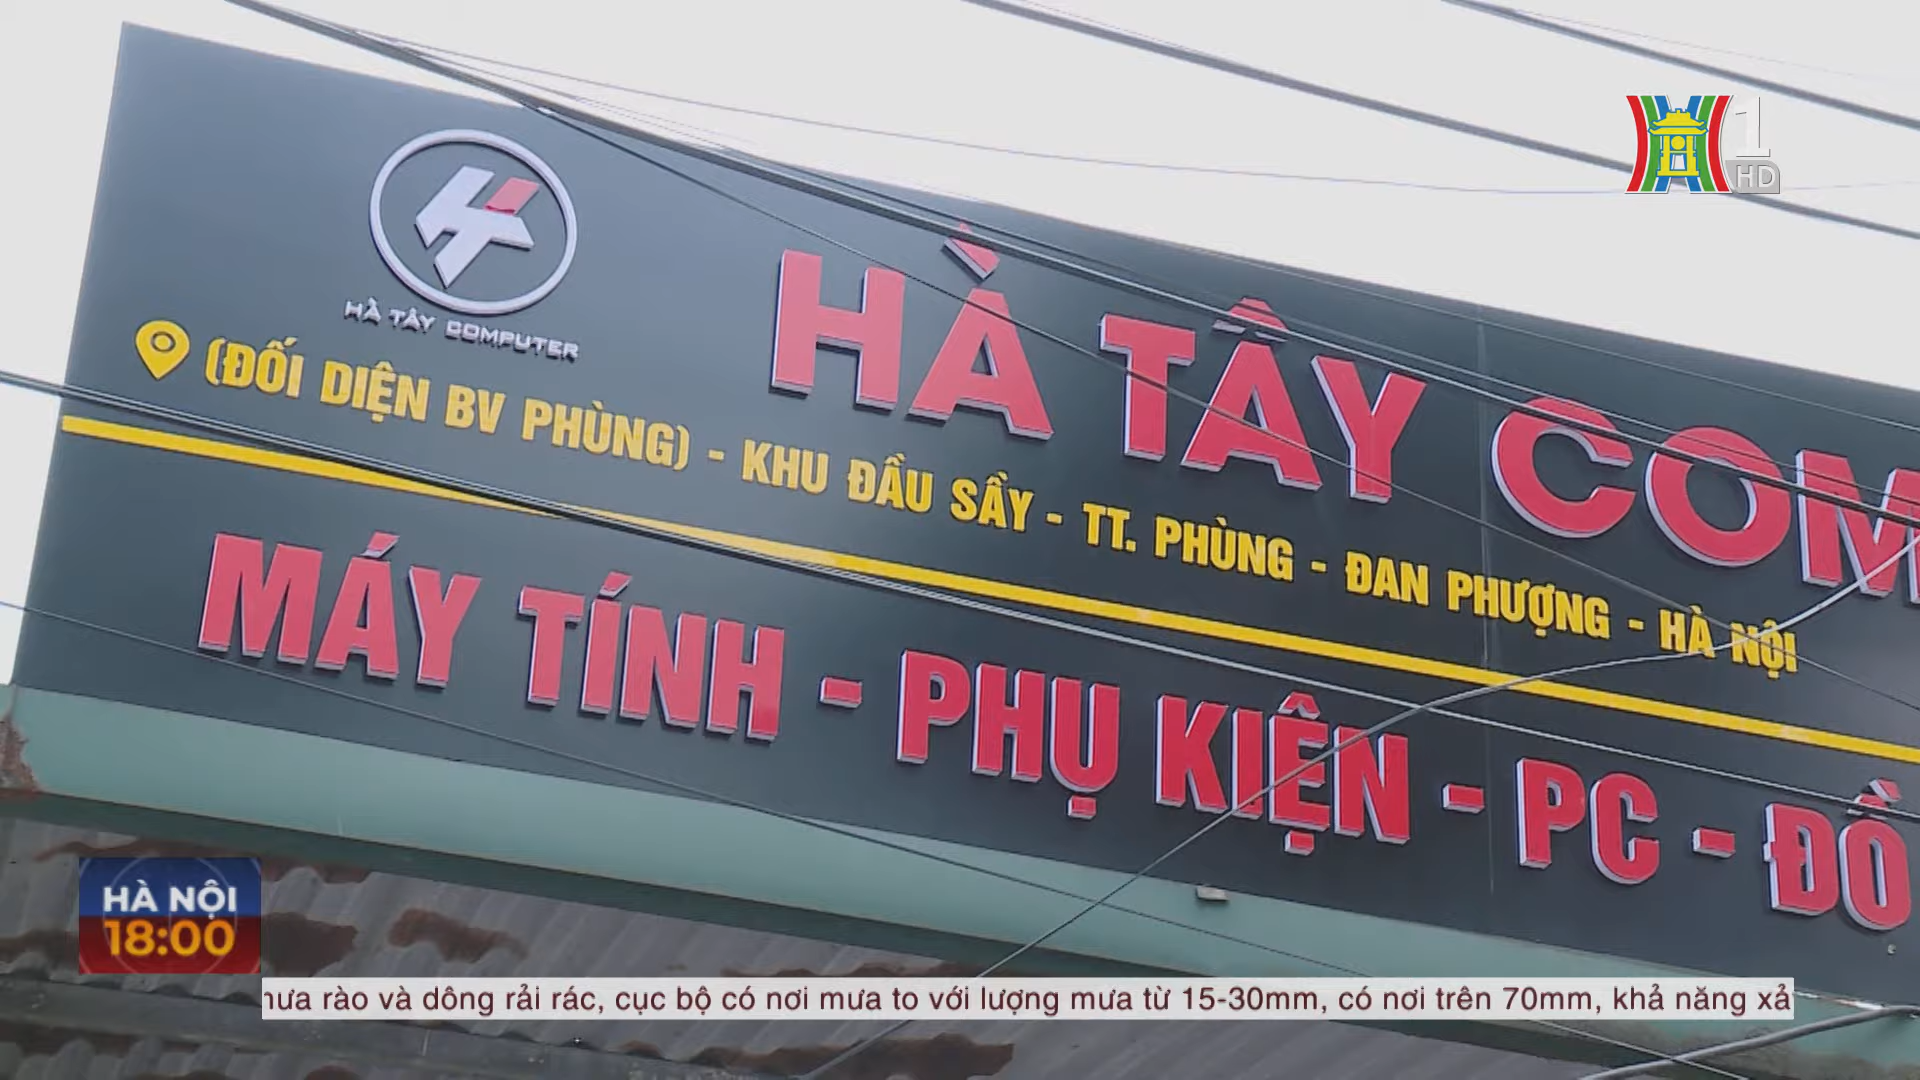 1
HD
HÀ TÂY COMPUTER
HÀ TÂY COM
(ĐỐI DIỆN BV PHÙNG) - KHU ĐẦU SẤY - TT. PHÙNG - ĐAN PHƯỢNG - HÀ NỘI
MÁY TÍNH - PHỤ KIỆN - PC - ĐỒ
HÀ NỘI
18:00
rào và dông rải rác, cục bộ có nơi mưa to với lượng mưa từ 15-30mm, có nơi trên 70mm, khả năng xả